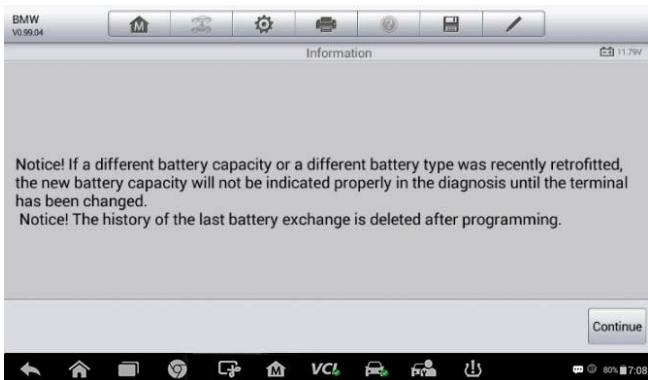 BMW
V0.99.04
M
Information
11.79V
Notice! If a different battery capacity or a different battery type was recently retrofitted,
the new battery capacity will not be indicated properly in the diagnosis until the terminal
has been changed.
Notice! The history of the last battery exchange is deleted after programming.
Continue
M
VCI
80% 7:08